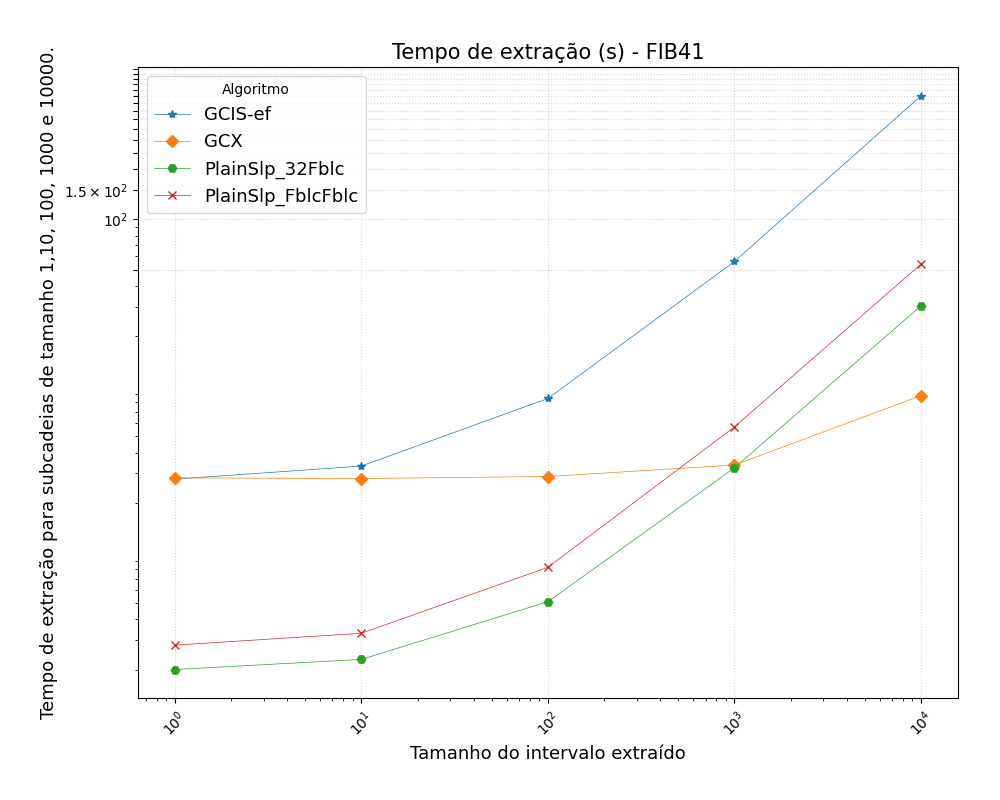 Tempo de extração (s) - FIB41
Tempo de extração para subcadeias de tamanho 1,10, 100, 1000 e 10000.
Algoritmo
GCIS-ef
GCX
PlainSlp_32Fblc
PlainSlp_FblcFblc
1.5 × 10²
10²
10⁰ 10¹ 10² 10³ 10⁴
Tamanho do intervalo extraído